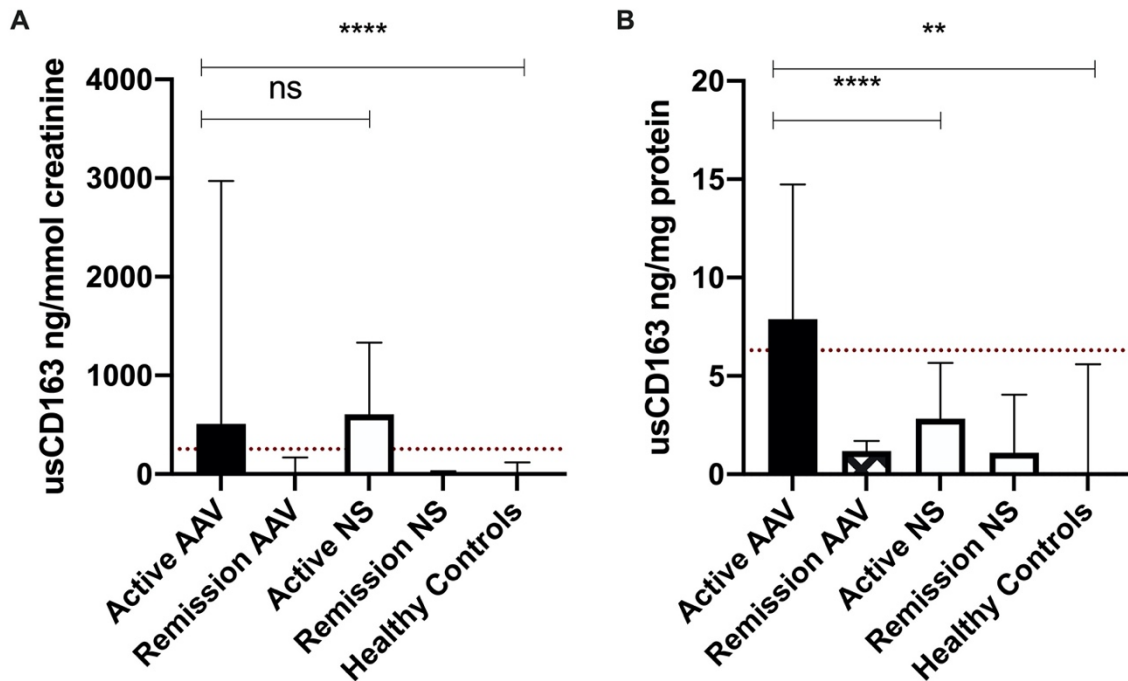 A
****
ns
usCD163 ng/mmol creatinine
4000
3000
2000
1000
0
Active AAV
Remission AAV
Active NS
Remission NS
Healthy Controls
B
**
****
usCD163 ng/mg protein
20
15
10
5
0
Active AAV
Remission AAV
Active NS
Remission NS
Healthy Controls